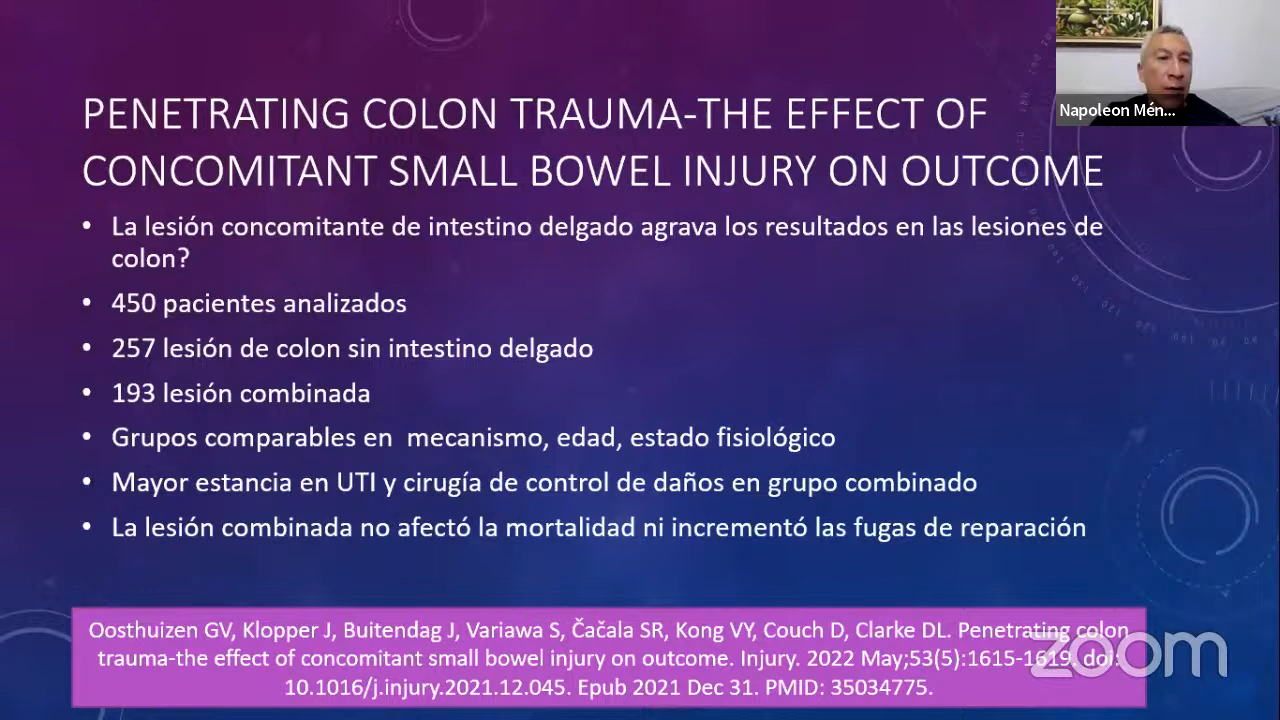 PENETRATING COLON TRAUMA-THE EFFECT OF
CONCOMITANT SMALL BOWEL INJURY ON OUTCOME
• La lesión concomitante de intestino delgado agrava los resultados en las lesiones de
colon?
• 450 pacientes analizados
• 257 lesión de colon sin intestino delgado
• 193 lesión combinada
• Grupos comparables en  mecanismo, edad, estado fisiológico
• Mayor estancia en UTI y cirugía de control de daños en grupo combinado
• La lesión combinada no afectó la mortalidad ni incrementó las fugas de reparación
Oosthuizen GV, Klopper J, Buitendag J, Variawa S, Čačala SR, Kong VY, Couch D, Clarke DL. Penetrating colon
trauma-the effect of concomitant small bowel injury on outcome. Injury. 2022 May;53(5):1615-1619. doi:
10.1016/j.injury.2021.12.045. Epub 2021 Dec 31. PMID: 35034775.
Napoleon Mén...
zoom